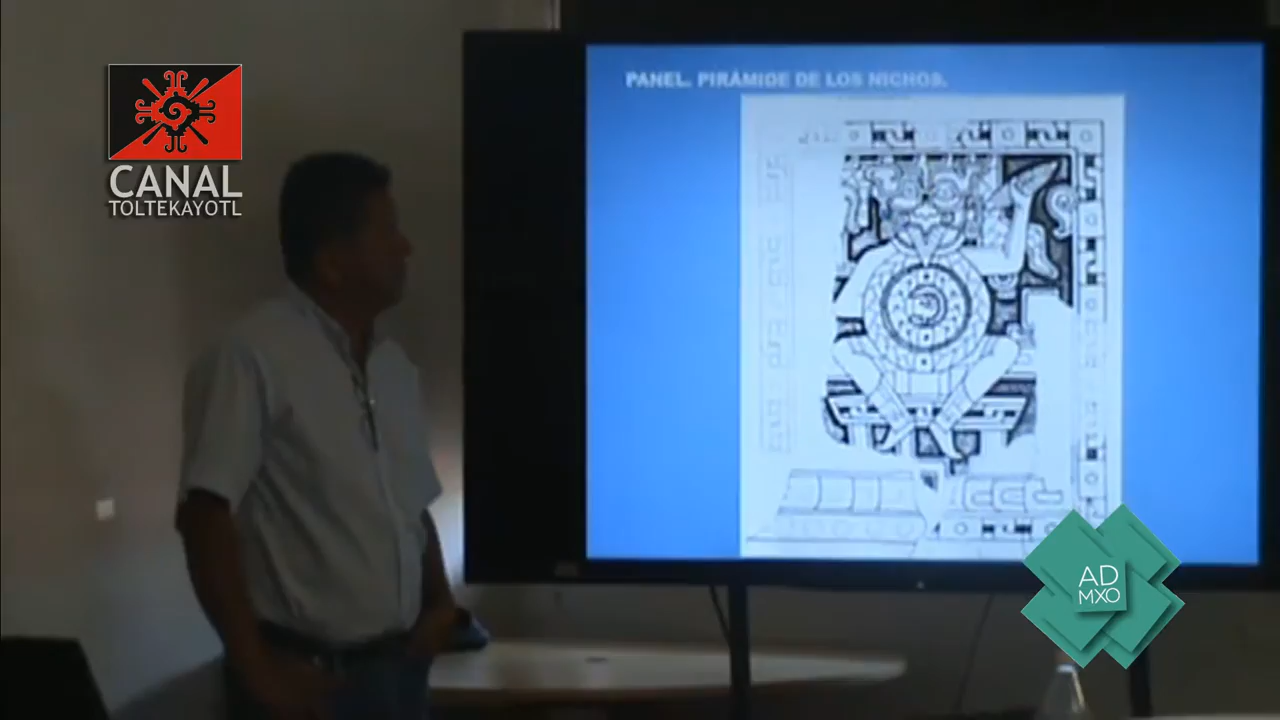 CANAL
TOLTEKAYOTL
PANEL. PIRÁMIDE DE LOS NICHOS.
AD
MXO